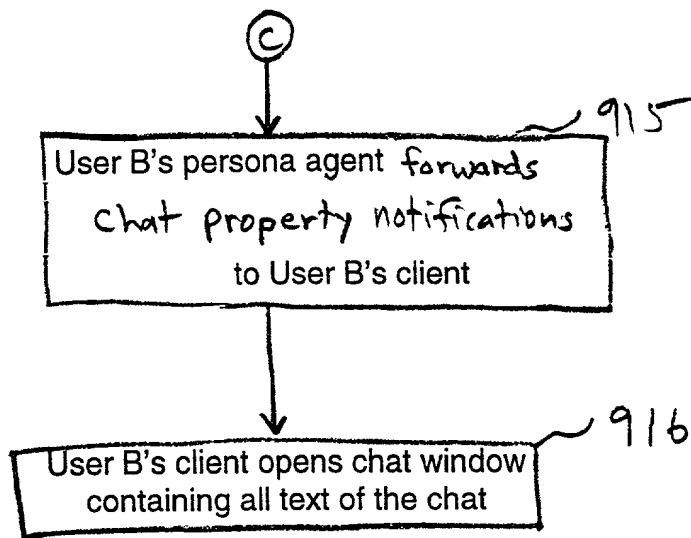 C
915
User B's persona agent forwards
chat property notifications
to User B's client
916
User B's client opens chat window
containing all text of the chat